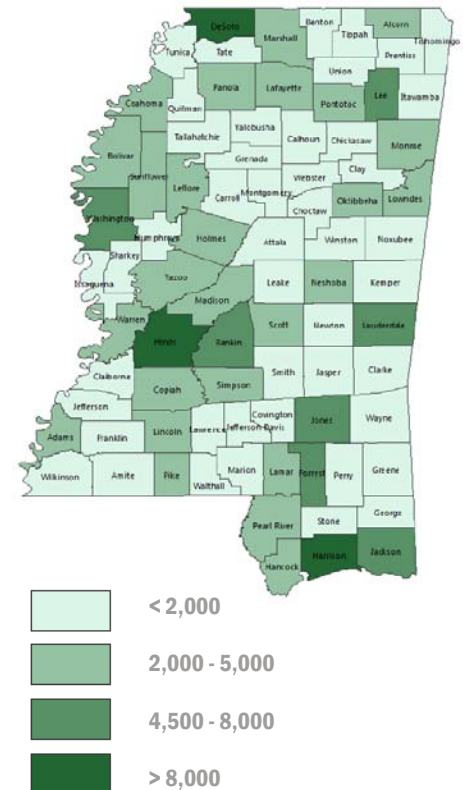 DeSoto
Benton
Tippah
Alcorn
Tishomingo
Tunica
Tate
Marshall
Prentiss
Union
Panola
Lafayette
Pontotoc
Lee
Itawamba
Coahoma
Quitman
Tallahatchie
Yalobusha
Calhoun
Chickasaw
Monroe
Bolivar
Sunflower
Grenada
Leflore
Carroll
Montgomery
Webster
Clay
Choctaw
Oktibbeha
Lowndes
Washington
Humphreys
Holmes
Attala
Winston
Noxubee
Sharkey
Issaquena
Yazoo
Madison
Leake
Neshoba
Kemper
Warren
Hinds
Rankin
Scott
Newton
Lauderdale
Claiborne
Copiah
Simpson
Smith
Jasper
Clarke
Jefferson
Adams
Franklin
Lincoln
Lawrence
Jefferson Davis
Covington
Jones
Wayne
Wilkinson
Amite
Pike
Walthall
Marion
Lamar
Forrest
Perry
Greene
Pearl River
Stone
George
Hancock
Harrison
Jackson
< 2,000
2,000 - 5,000
4,500 - 8,000
> 8,000